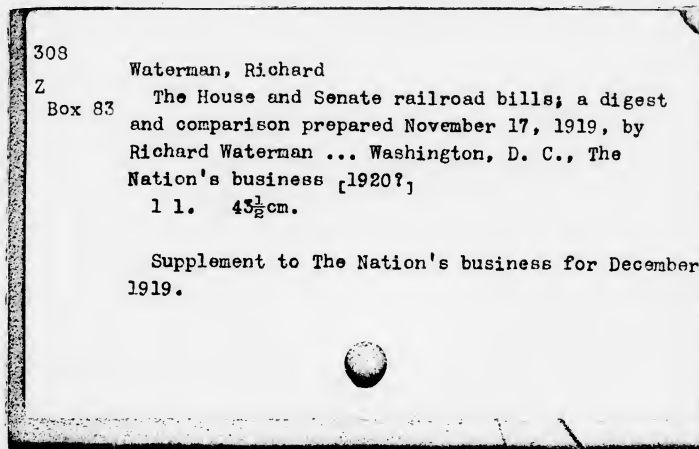 308
Z
Box 83
Waterman, Richard
The House and Senate railroad bills; a digest
and comparison prepared November 17, 1919, by
Richard Waterman ... Washington, D. C., The
Nation's business [1920?]
1 l. 43½cm.
Supplement to The Nation's business for December
1919.